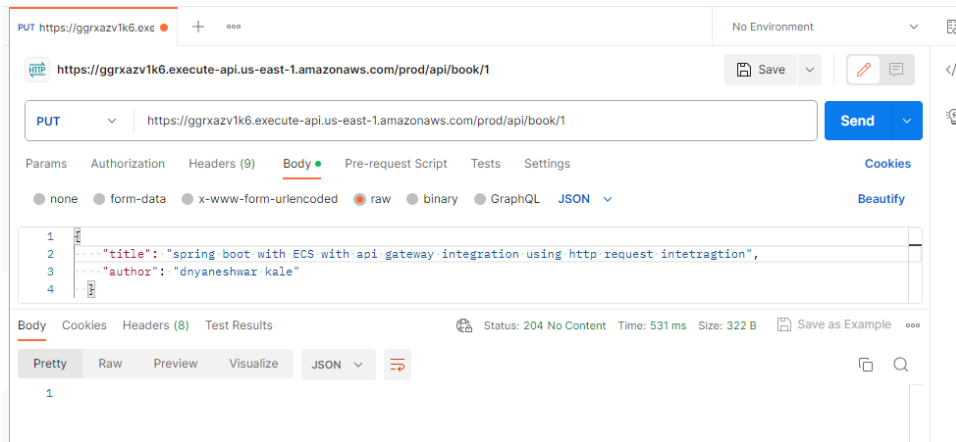 PUT https://ggrxazv1k6.exe
No Environment
HTTP https://ggrxazv1k6.execute-api.us-east-1.amazonaws.com/prod/api/book/1 Save
PUT https://ggrxazv1k6.execute-api.us-east-1.amazonaws.com/prod/api/book/1 Send
Params Authorization Headers (9) Body Pre-request Script Tests Settings Cookies
none form-data x-www-form-urlencoded raw binary GraphQL JSON Beautify
1 {
2 "title": "spring boot with ECS with api gateway integration using http request intetragtion",
3 "author": "dnyaneshwar kale"
4 }
Body Cookies Headers (8) Test Results Status: 204 No Content Time: 531 ms Size: 322 B Save as Example
Pretty Raw Preview Visualize JSON
1